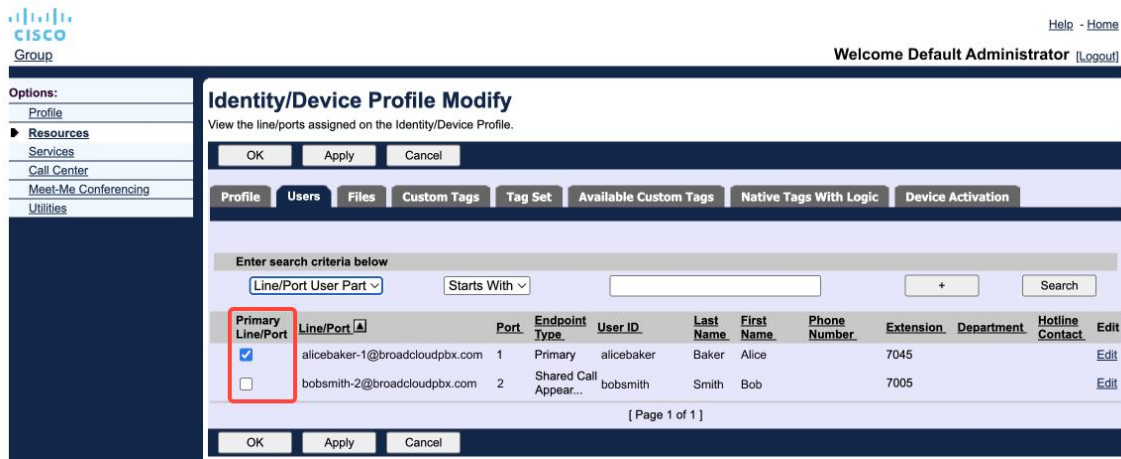 CISCO
Help - Home
Group
Welcome Default Administrator [Logout]
Options:
Profile
Resources
Services
Call Center
Meet-Me Conferencing
Utilities
Identity/Device Profile Modify
View the line/ports assigned on the Identity/Device Profile.
OK Apply Cancel
Profile Users Files Custom Tags Tag Set Available Custom Tags Native Tags With Logic Device Activation
Enter search criteria below
Line/Port User Part Starts With + Search
Primary Line/Port Line/Port Port Endpoint Type User ID Last Name First Name Phone Number Extension Department Hotline Contact Edit
alicebaker-1@broadcloudpbx.com 1 Primary alicebaker Baker Alice 7045 Edit
bobsmith-2@broadcloudpbx.com 2 Shared Call Appear... bobsmith Smith Bob 7005 Edit
[ Page 1 of 1 ]
OK Apply Cancel